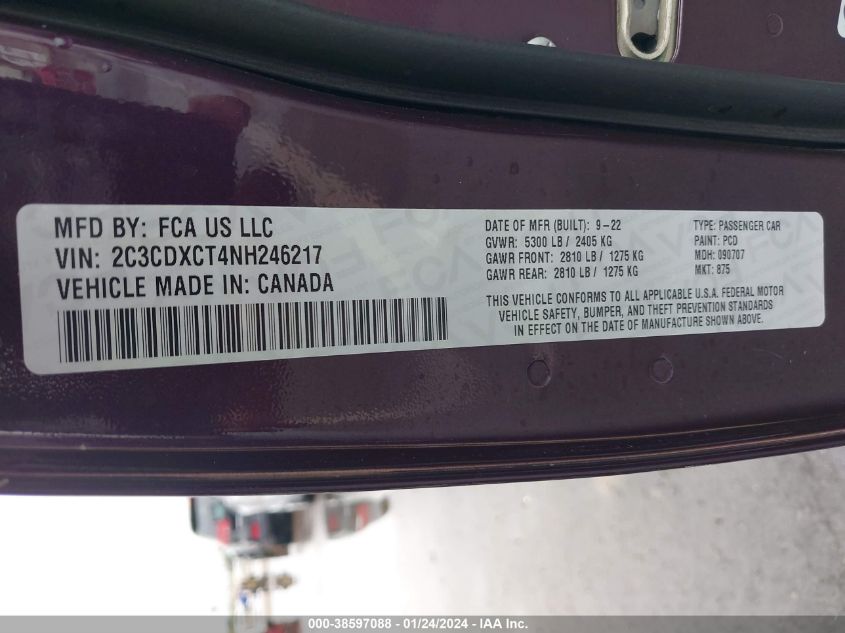 MFD BY: FCA US LLC
VIN: 2C3CDXCT4NH246217
VEHICLE MADE IN: CANADA
DATE OF MFR (BUILT): 9-22
GVWR: 5300 LB / 2405 KG
GAWR FRONT: 2810 LB / 1275 KG
GAWR REAR: 2810 LB / 1275 KG
TYPE: PASSENGER CAR
PAINT: PCD
MDH: 090707
MKT: 875
THIS VEHICLE CONFORMS TO ALL APPLICABLE U.S.A. FEDERAL MOTOR
VEHICLE SAFETY, BUMPER, AND THEFT PREVENTION STANDARDS
IN EFFECT ON THE DATE OF MANUFACTURE SHOWN ABOVE.
000-38597088 - 01/24/2024 - IAA Inc.